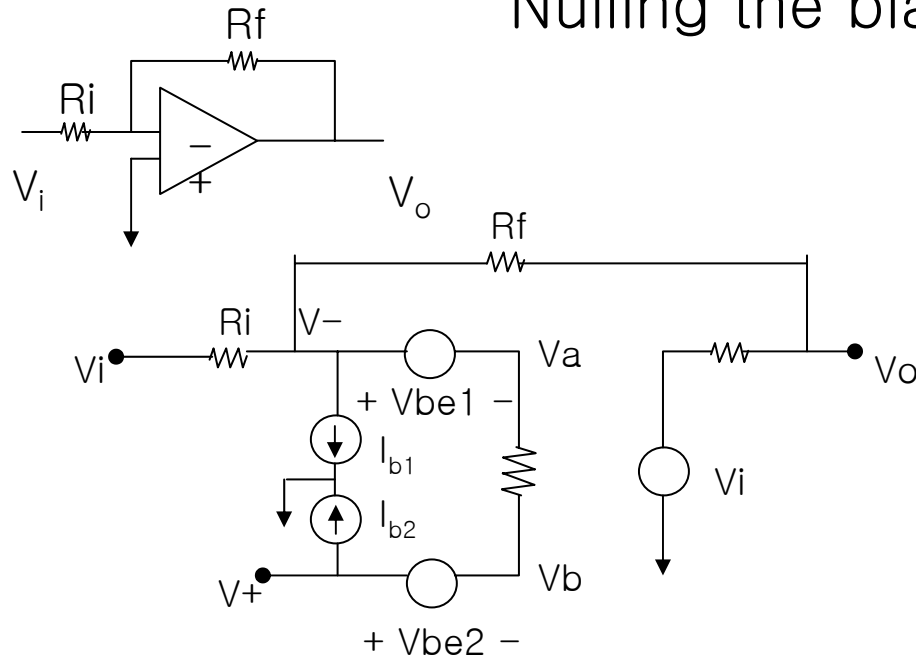 Nulling the bia
Rf
Ri
−
+
Vi
Vo
Rf
Ri
V−
Vi
Va
Vo
+ Vbe1 −
Ib1
Vi
Ib2
Vb
V+
+ Vbe2 −